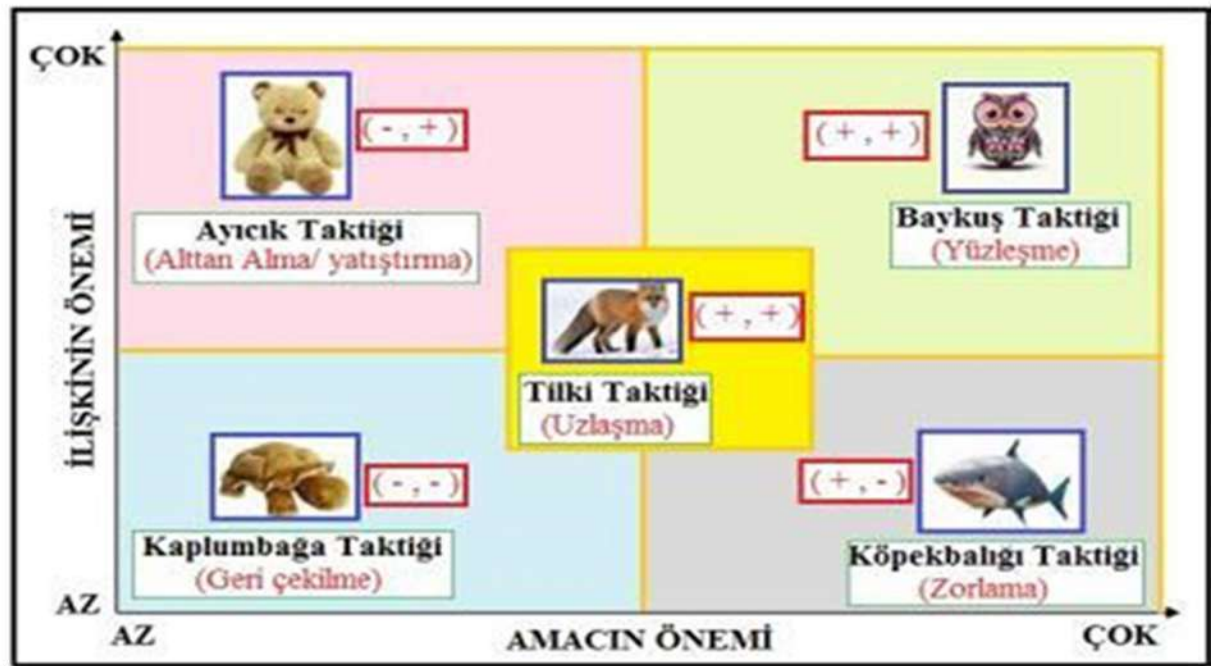 ÇOK
( - , + )
( + , + )
Ayıcık Taktiği
(Alttan Alma/ yatıştırma)
Baykuş Taktiği
(Yüzleşme)
( + , + )
Tilki Taktiği
(Uzlaşma)
İLİŞKİNİN ÖNEMİ
( - , - )
( + , - )
Kaplumbağa Taktiği
(Geri çekilme)
Köpekbalığı Taktiği
(Zorlama)
AZ
AZ
AMACIN ÖNEMİ
ÇOK